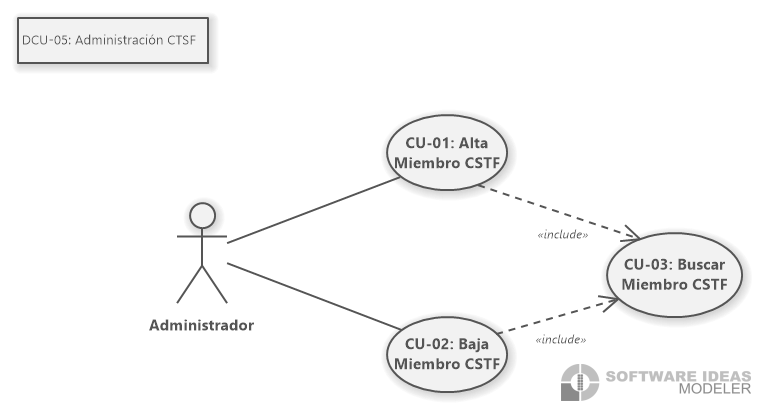 DCU-05: Administración CTSF
CU-01: Alta
Miembro CSTF
«include»
CU-03: Buscar
Miembro CSTF
Administrador
CU-02: Baja
Miembro CSTF
«include»
SOFTWARE IDEAS
MODELER